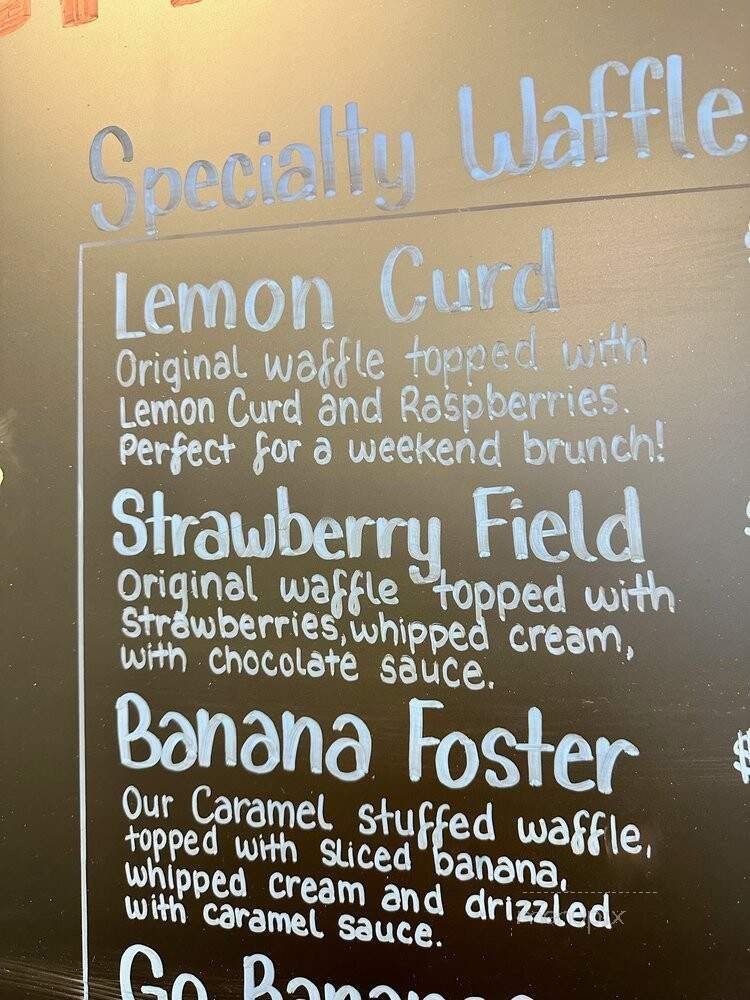 Specialty Waffle
Lemon Curd
Original waffle topped with
Lemon Curd and Raspberries.
Perfect for a weekend brunch!
Strawberry Field
Original waffle topped with
Strawberries, whipped cream,
with chocolate sauce.
Banana Foster
$
Our Caramel stuffed waffle,
topped with sliced banana,
whipped cream and drizzled
with caramel sauce.
Go